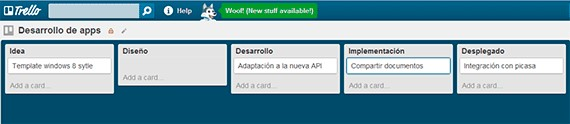 Trello
Help
Woof! {New stuff available!}
Desarrollo de apps
Idea
Template windows 8 sytle
Add a card...
Diseño
Add a card...
Desarrollo
Adaptación a la nueva API
Add a card...
Implementación
Compartir documentos
Add a card...
Desplegado
Integración con picasa
Add a card...